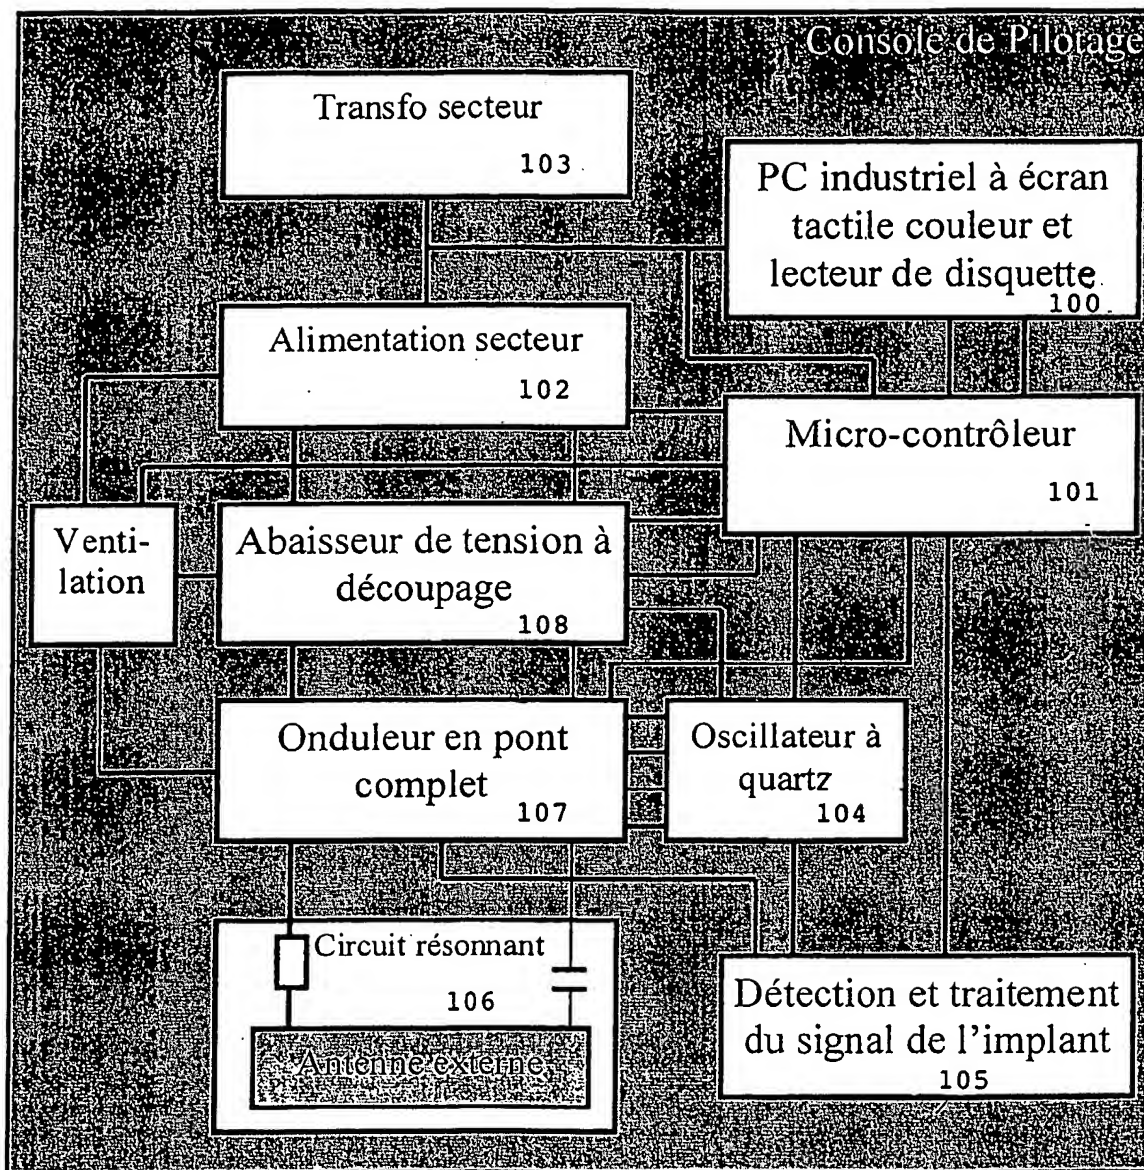 Console de Pilotage
Transfo secteur
103
PC industriel à écran
tactile couleur et
lecteur de disquette
100
Alimentation secteur
102
Micro-contrôleur
101
Venti-
lation
Abaisseur de tension à
découpage
108
Onduleur en pont
complet
107
Oscillateur à
quartz
104
Circuit résonnant
106
Antenne externe
Détection et traitement
du signal de l'implant
105